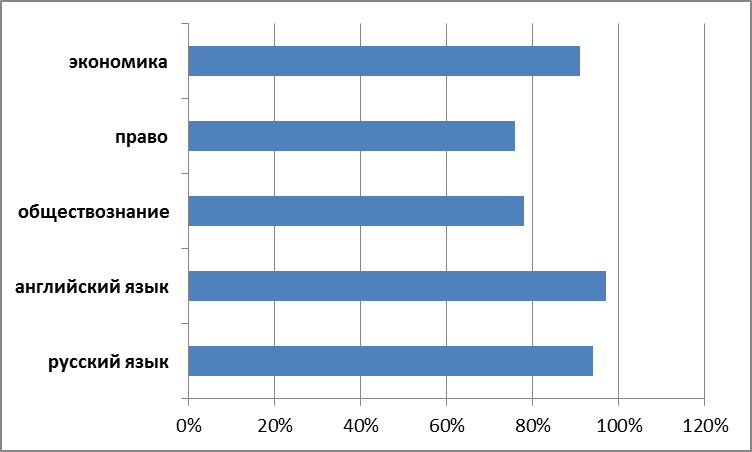 экономика
право
обществознание
английский язык
русский язык
0% 20% 40% 60% 80% 100% 120%